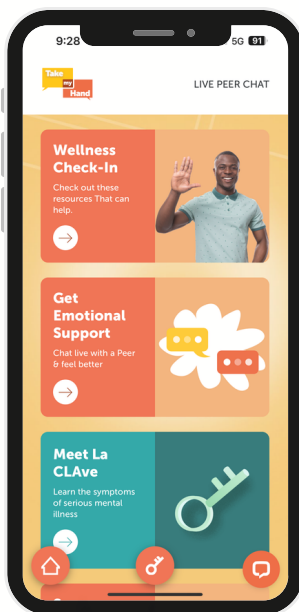 9:28
5G 91
Take
my
Hand
LIVE PEER CHAT
Wellness
Check-In
Check out these
resources That can
help.
Get
Emotional
Support
Chat live with a Peer
& feel better
Meet La
CLAve
Learn the symptoms
of serious mental
illness